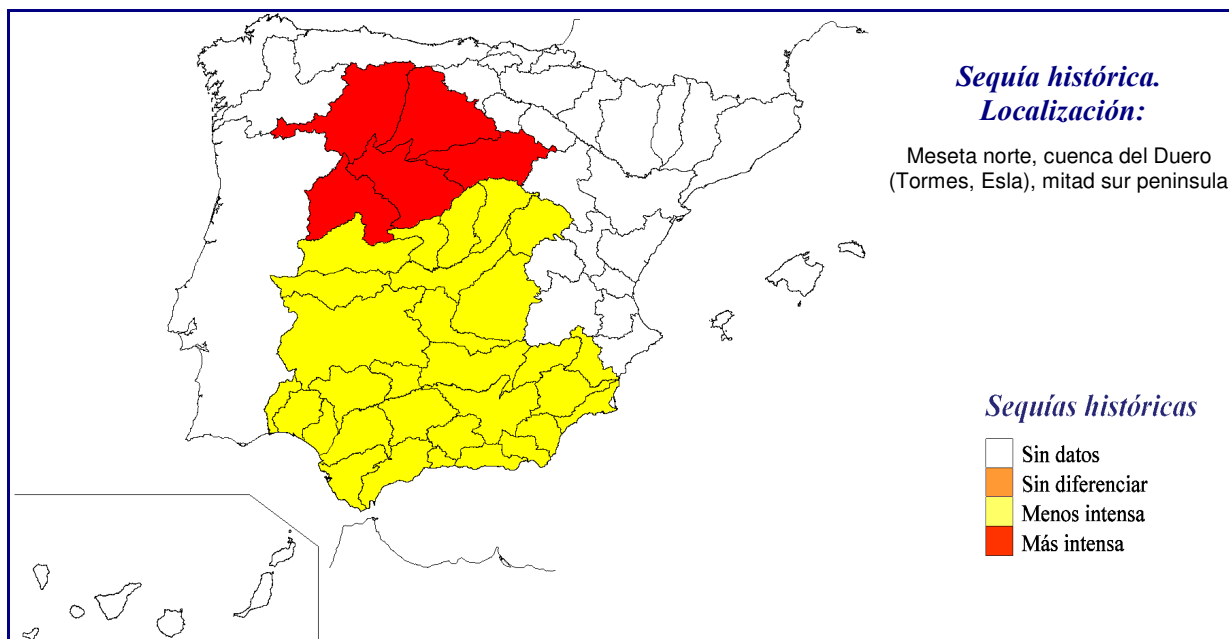 Sequía histórica.
Localización:
Meseta norte, cuenca del Duero
(Tormes, Esla), mitad sur peninsula
Sequías históricas
Sin datos
Sin diferenciar
Menos intensa
Más intensa